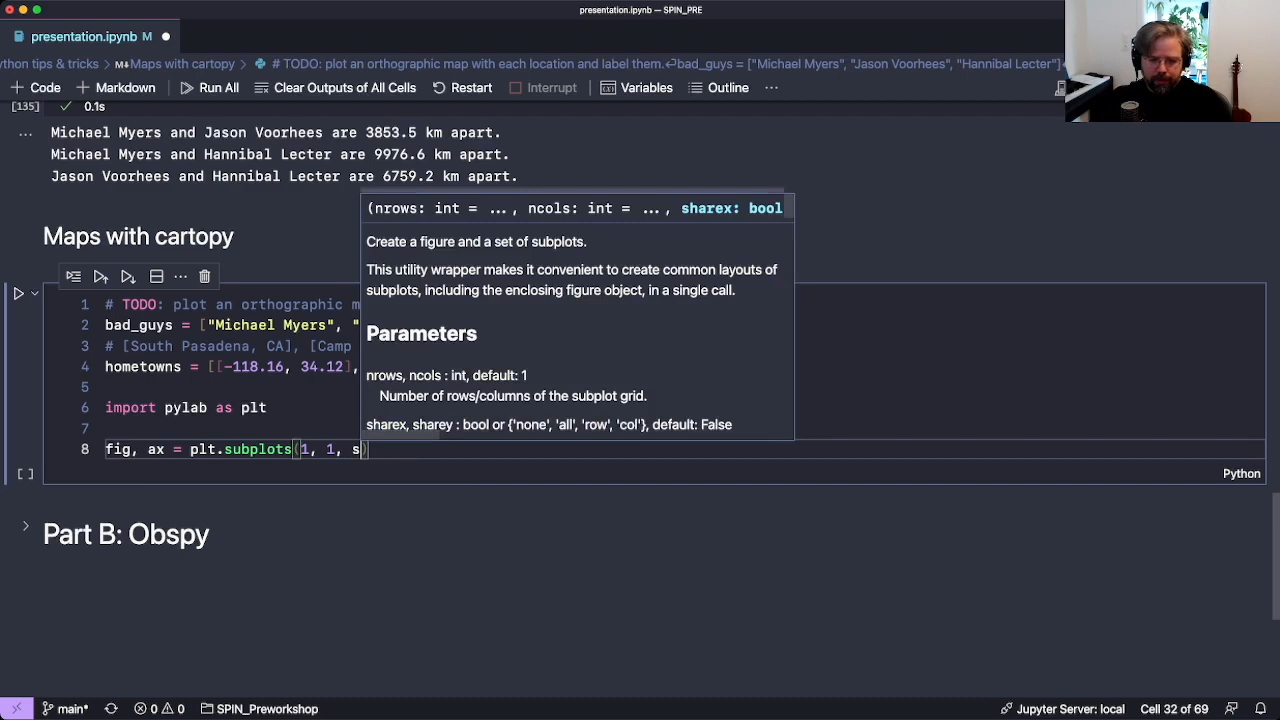 presentation.ipynb — SPIN_PRE
presentation.ipynb M
ython tips & tricks > M↓Maps with cartopy > # TODO: plot an orthographic map with each location and label them.↵bad_guys = ["Michael Myers", "Jason Voorhees", "Hannibal Lecter"]
+ Code + Markdown Run All Clear Outputs of All Cells Restart Interrupt Variables Outline ...
[135] ✓ 0.1s
... Michael Myers and Jason Voorhees are 3853.5 km apart.
Michael Myers and Hannibal Lecter are 9976.6 km apart.
Jason Voorhees and Hannibal Lecter are 6759.2 km apart.
(nrows: int = ..., ncols: int = ..., sharex: bool
Create a figure and a set of subplots.
This utility wrapper makes it convenient to create common layouts of
subplots, including the enclosing figure object, in a single call.
Parameters
nrows, ncols : int, default: 1
Number of rows/columns of the subplot grid.
sharex, sharey : bool or {'none', 'all', 'row', 'col'}, default: False
Maps with cartopy
1 # TODO: plot an orthographic m
2 bad_guys = ["Michael Myers", "
3 # [South Pasadena, CA], [Camp
4 hometowns = [[-118.16, 34.12],
5
6 import pylab as plt
7
8 fig, ax = plt.subplots(1, 1, s)
[ ] Python
> Part B: Obspy
main* 0 0 SPIN_Preworkshop Jupyter Server: local Cell 32 of 69